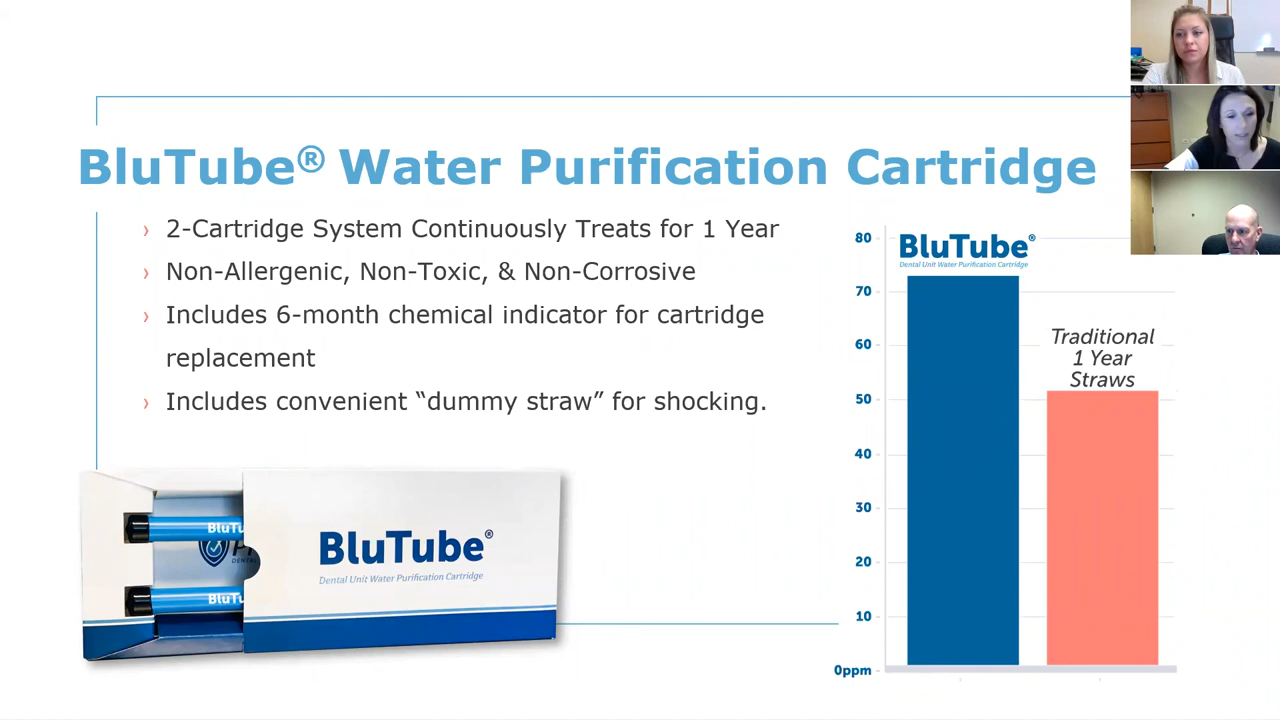 BluTube® Water Purification Cartridge
› 2-Cartridge System Continuously Treats for 1 Year
› Non-Allergenic, Non-Toxic, & Non-Corrosive
› Includes 6-month chemical indicator for cartridge
replacement
› Includes convenient “dummy straw” for shocking.
BluTube®
Dental Unit Water Purification Cartridge
Traditional
1 Year
Straws
80
70
60
50
40
30
20
10
0ppm
BluTube®
Dental Unit Water Purification Cartridge